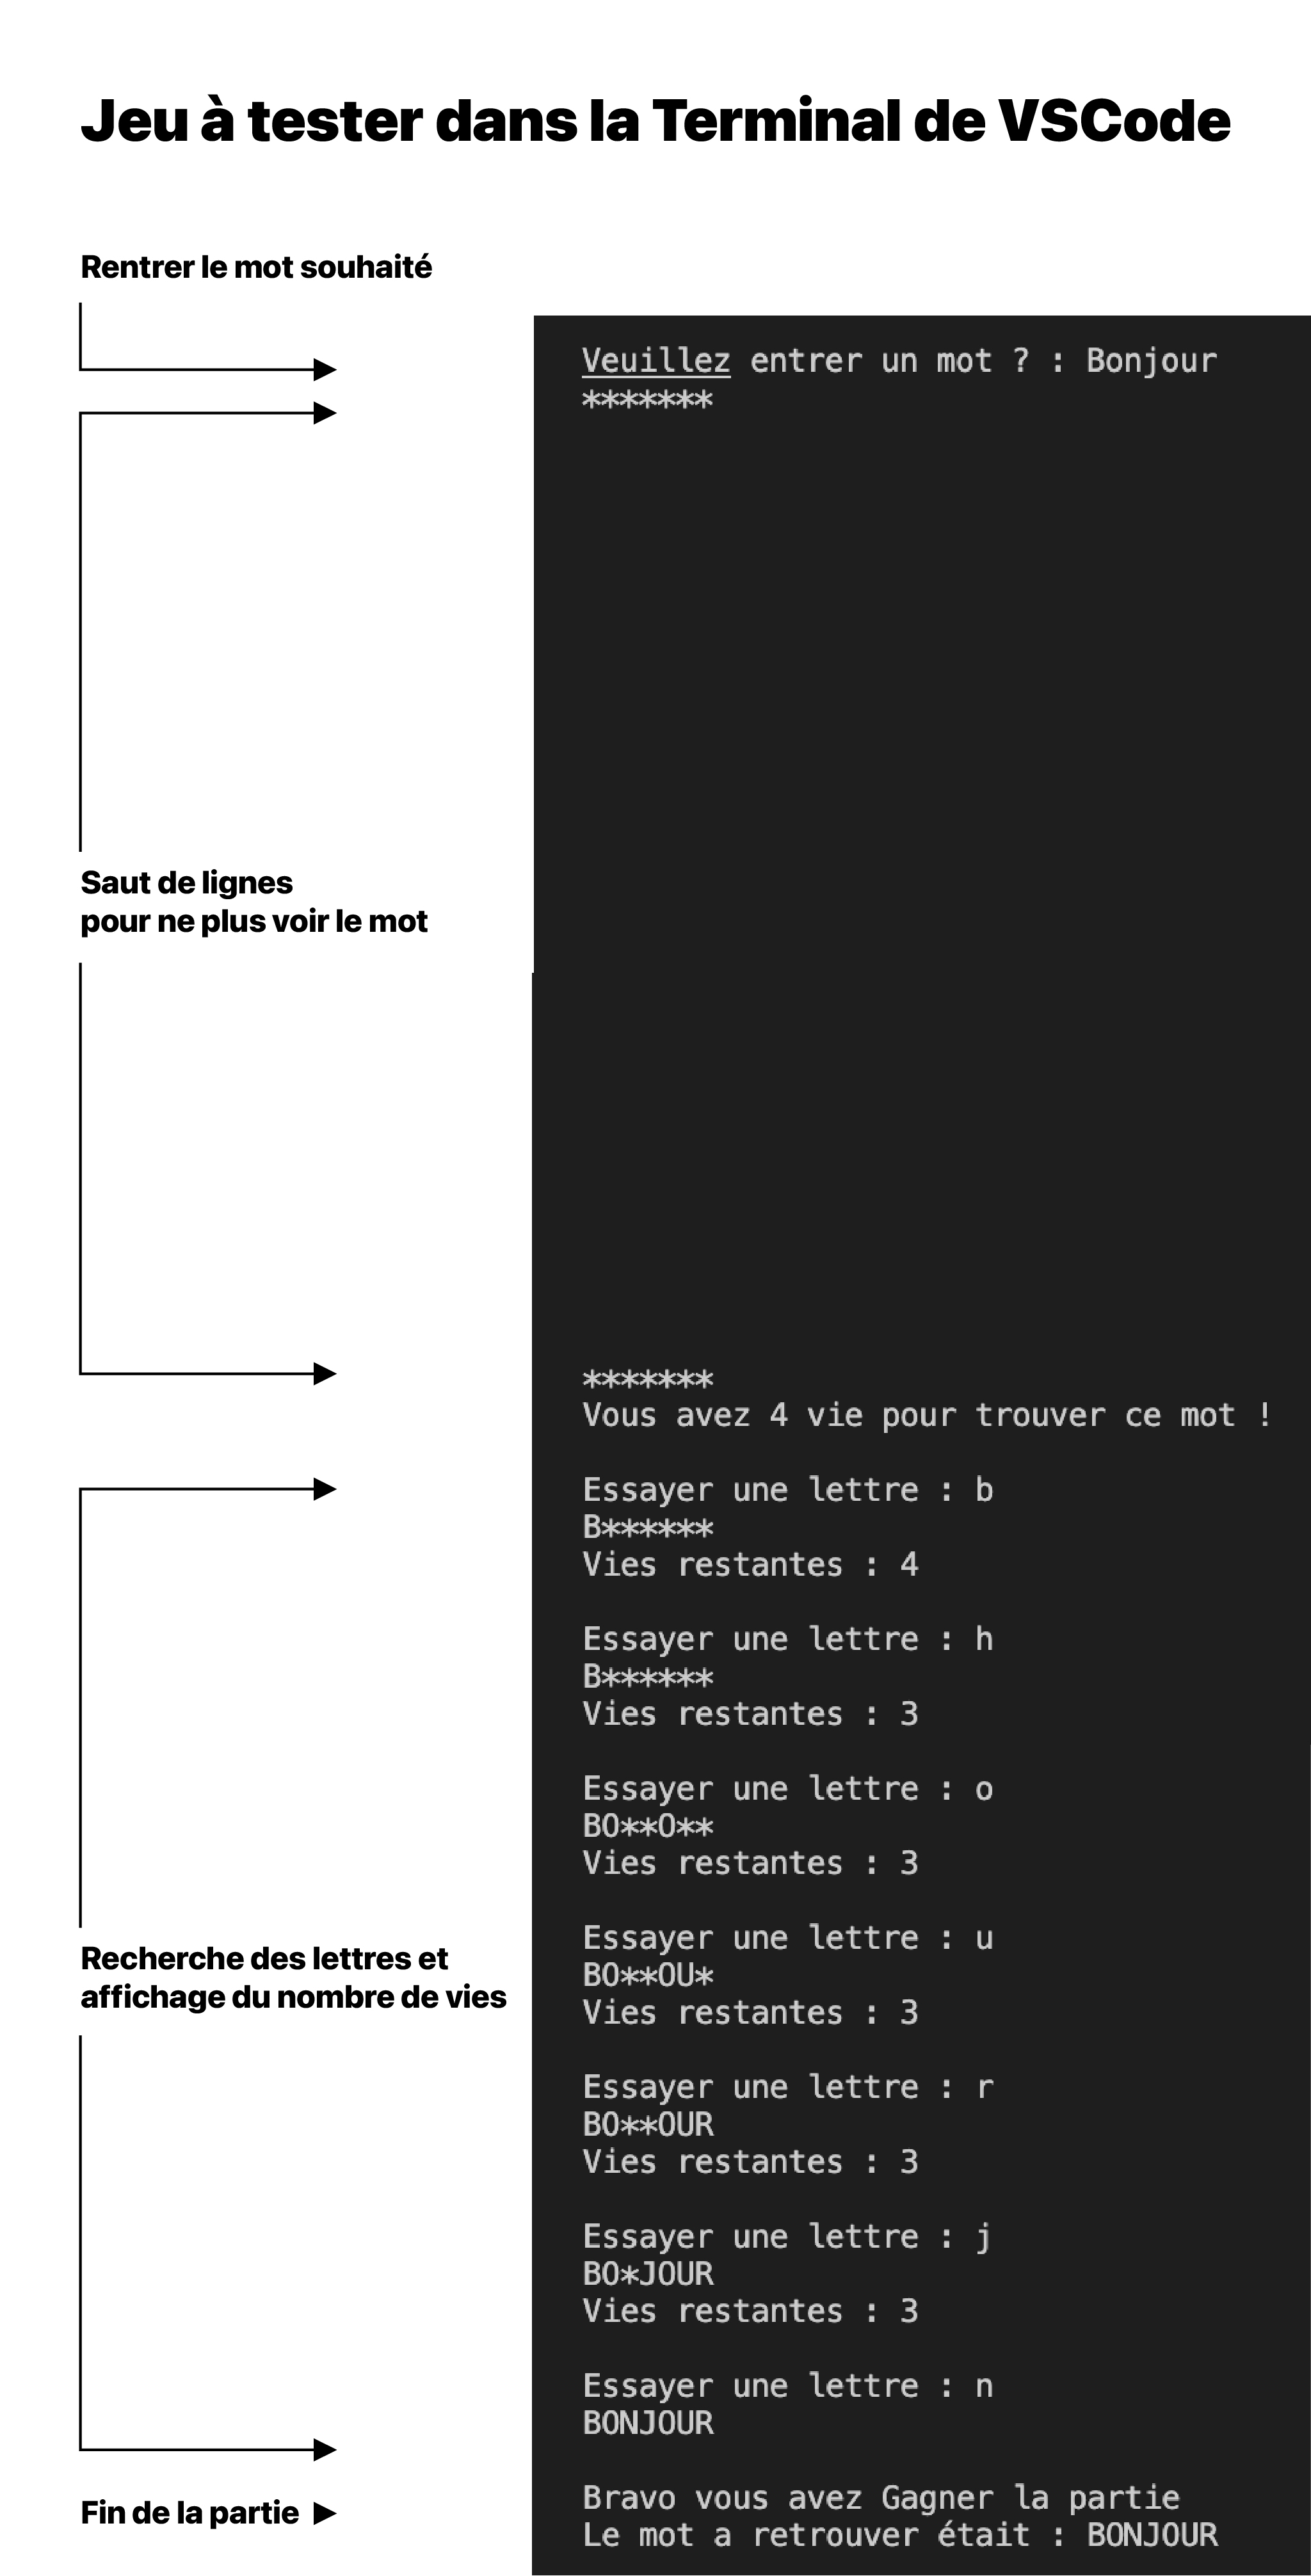 Jeu à tester dans la Terminal de VSCode
Rentrer le mot souhaité
Veuillez entrer un mot ? : Bonjour
*******
Saut de lignes
pour ne plus voir le mot
*******
Vous avez 4 vie pour trouver ce mot !
Essayer une lettre : b
B******
Vies restantes : 4
Essayer une lettre : h
B******
Vies restantes : 3
Essayer une lettre : o
BO**O**
Vies restantes : 3
Essayer une lettre : u
BO**OU*
Vies restantes : 3
Recherche des lettres et
affichage du nombre de vies
Essayer une lettre : r
BO**OUR
Vies restantes : 3
Essayer une lettre : j
BO*JOUR
Vies restantes : 3
Essayer une lettre : n
BONJOUR
Fin de la partie
Bravo vous avez Gagner la partie
Le mot a retrouver était : BONJOUR